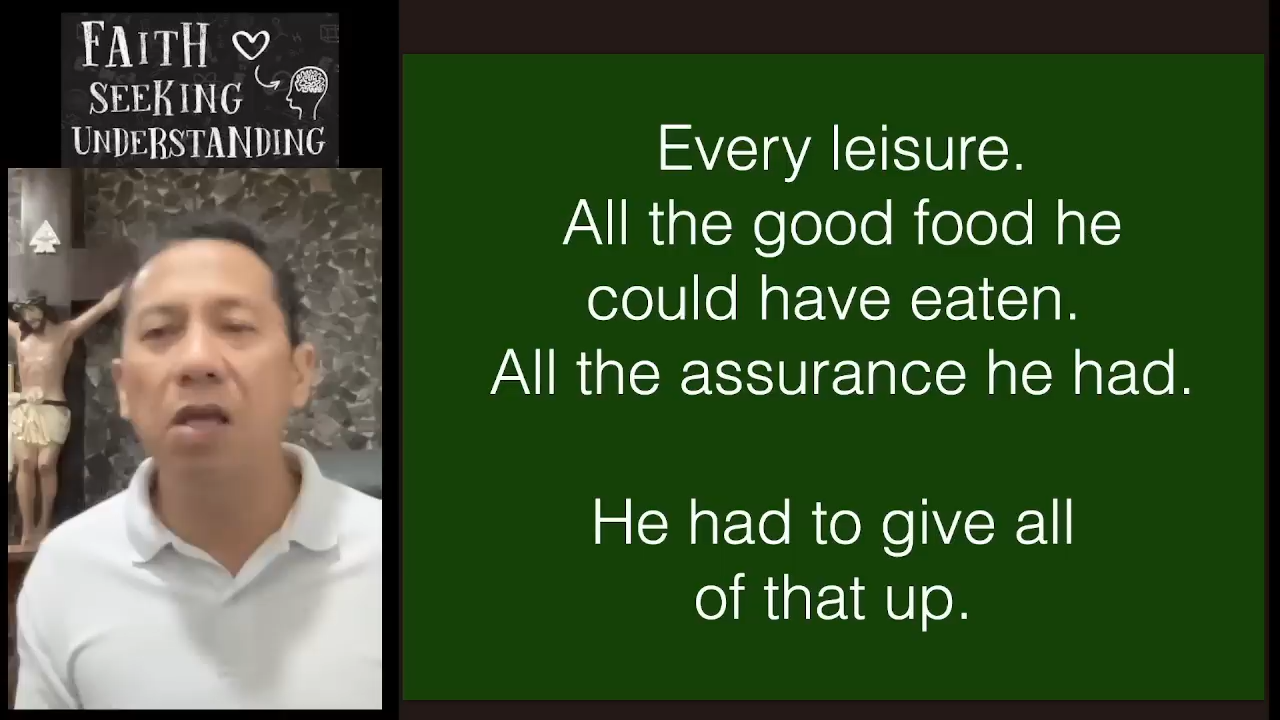 FAITH
SEEKING
UNDERSTANDING
Every leisure.
All the good food he
could have eaten.
All the assurance he had.
He had to give all
of that up.